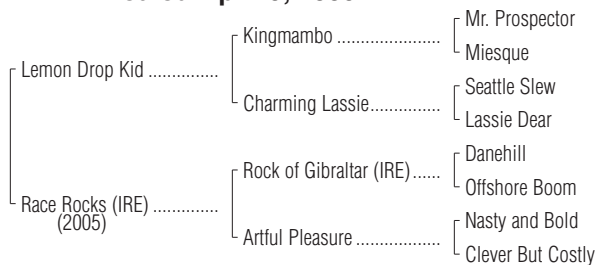 Mr. Prospector
Kingmambo ..................
Miesque
Lemon Drop Kid ...............
Seattle Slew
Charming Lassie................
Lassie Dear
Danehill
Rock of Gibraltar (IRE)......
Offshore Boom
Race Rocks (IRE) ..............
(2005)
Nasty and Bold
Artful Pleasure ..................
Clever But Costly